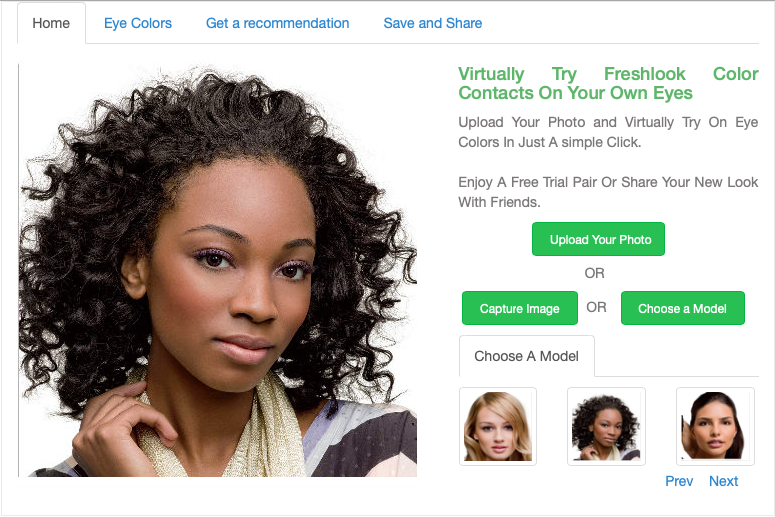 Home
Eye Colors
Get a recommendation
Save and Share
Virtually Try Freshlook Color
Contacts On Your Own Eyes
Upload Your Photo and Virtually Try On Eye
Colors In Just A simple Click.
Enjoy A Free Trial Pair Or Share Your New Look
With Friends.
Upload Your Photo
OR
Capture Image
OR
Choose a Model
Choose A Model
Prev
Next